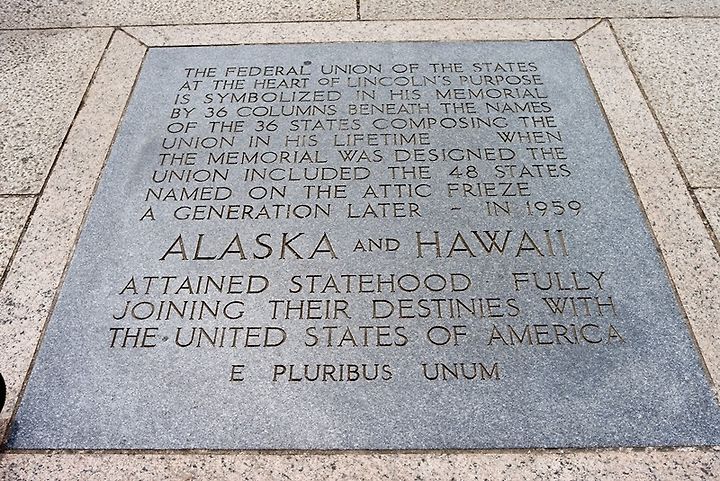 THE FEDERAL UNION OF THE STATES
AT THE HEART OF LINCOLN'S PURPOSE
IS SYMBOLIZED IN HIS MEMORIAL
BY 36 COLUMNS BENEATH THE NAMES
OF THE 36 STATES COMPOSING THE
UNION IN HIS LIFETIME WHEN
THE MEMORIAL WAS DESIGNED THE
UNION INCLUDED THE 48 STATES
NAMED ON THE ATTIC FRIEZE
A GENERATION LATER - IN 1959
ALASKA AND HAWAII
ATTAINED STATEHOOD FULLY
JOINING THEIR DESTINIES WITH
THE UNITED STATES OF AMERICA
E PLURIBUS UNUM